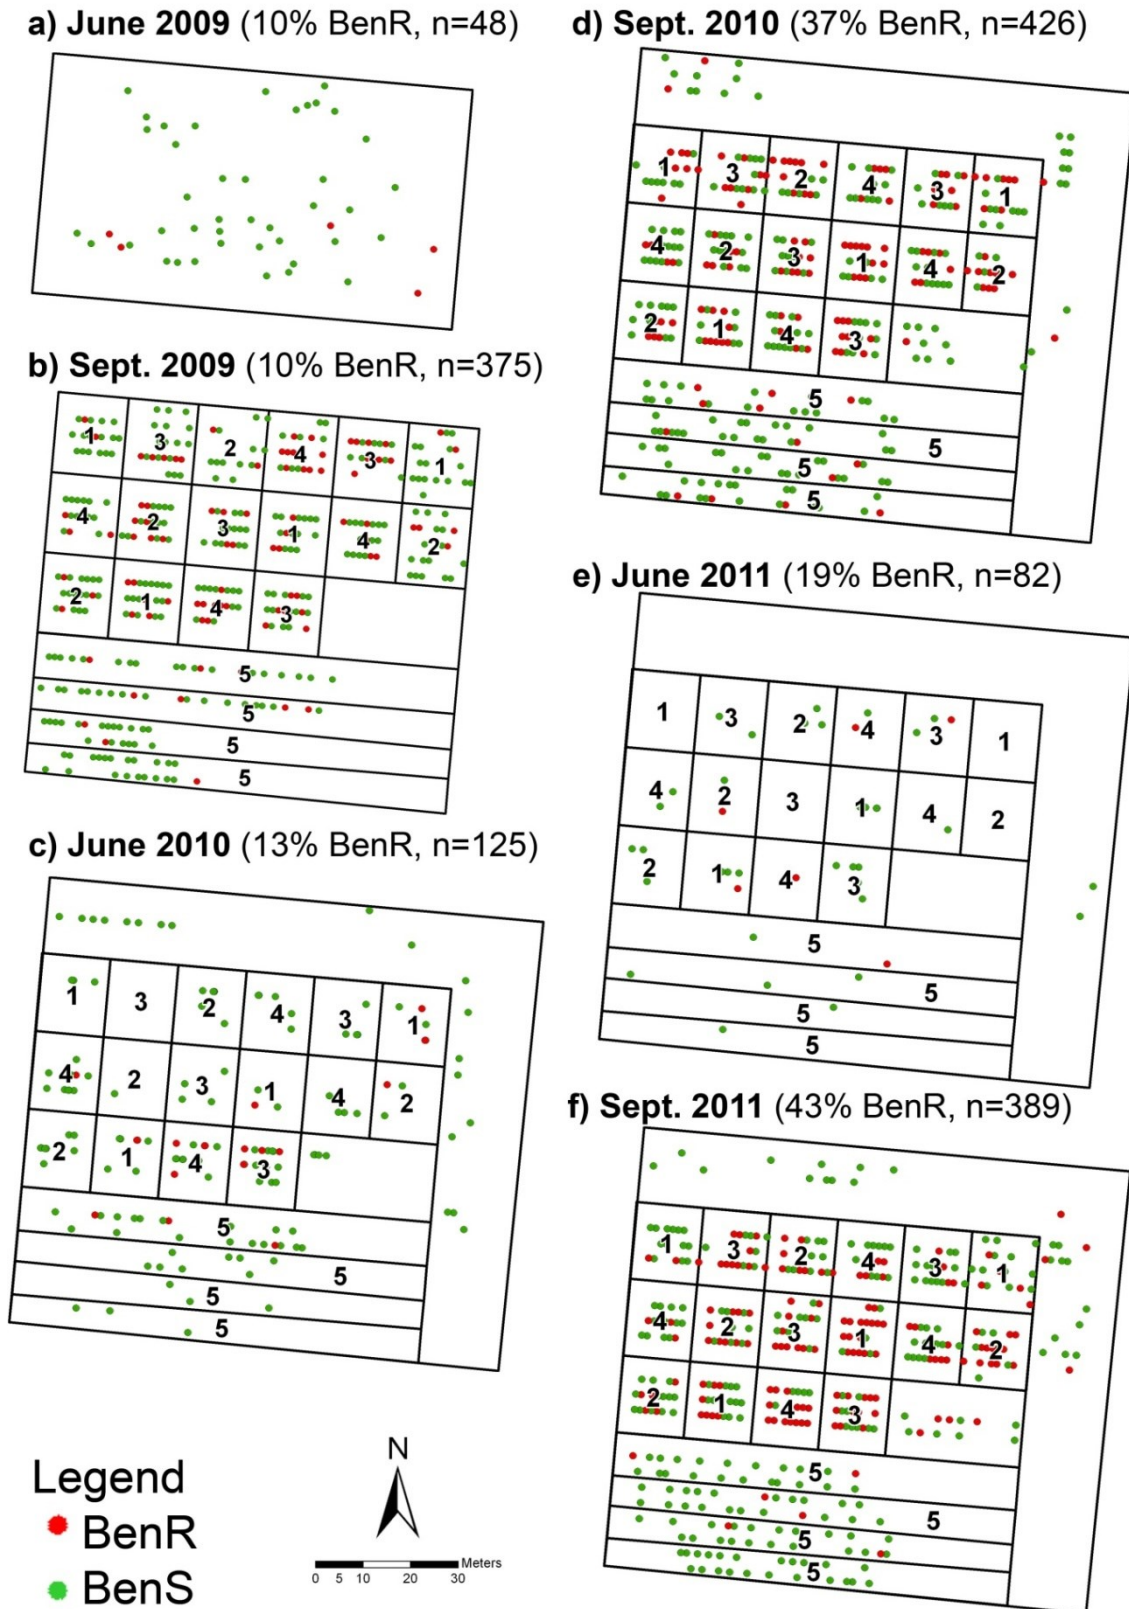 a) June 2009 (10% BenR, n=48)
b) Sept. 2009 (10% BenR, n=375)
1 3 2 4 3 1
4 2 3 1 4 2
2 1 4 3
5
5
5
5
c) June 2010 (13% BenR, n=125)
1 3 2 4 3 1
4 2 3 1 4 2
2 1 4 3
5
5
5
5
d) Sept. 2010 (37% BenR, n=426)
1 3 2 4 3 1
4 2 3 1 4 2
2 1 4 3
5
5
5
5
e) June 2011 (19% BenR, n=82)
1 3 2 4 3 1
4 2 3 1 4 2
2 1 4 3
5
5
5
5
f) Sept. 2011 (43% BenR, n=389)
1 3 2 4 3 1
4 2 3 1 4 2
2 1 4 3
5
5
5
5
Legend
BenR
BenS
N
Meters
0 5 10 20 30